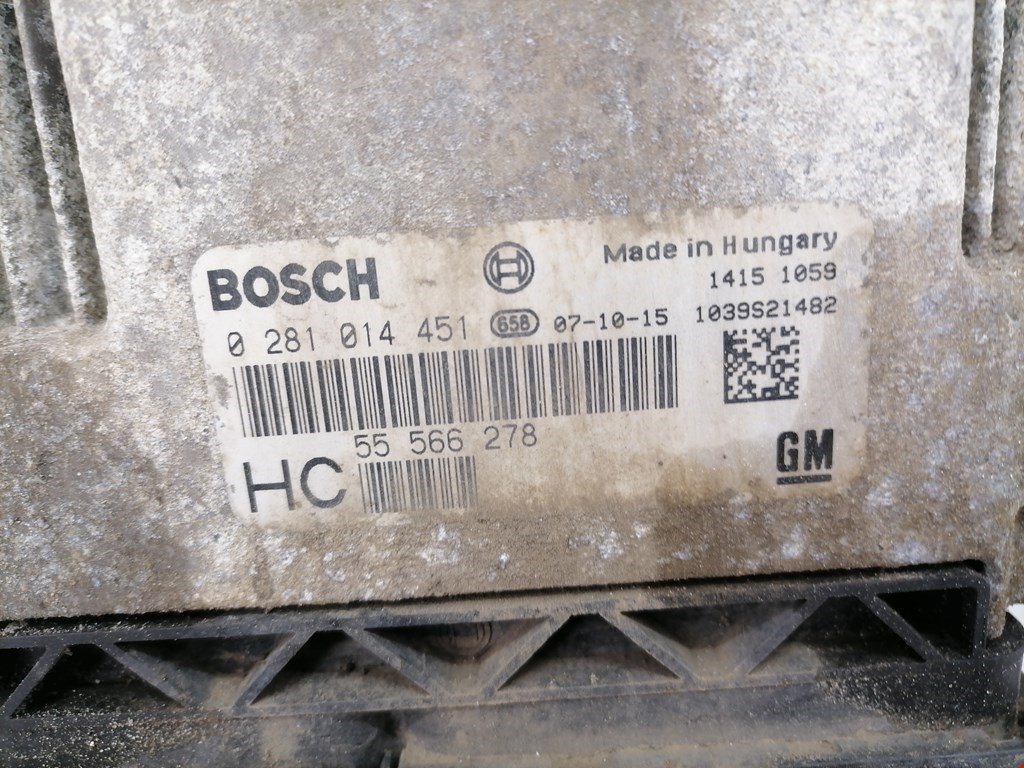 BOSCH
Made in Hungary
1415 1059
0 281 014 451 658 07-10-15 1039S21482
55 566 278
HC
GM